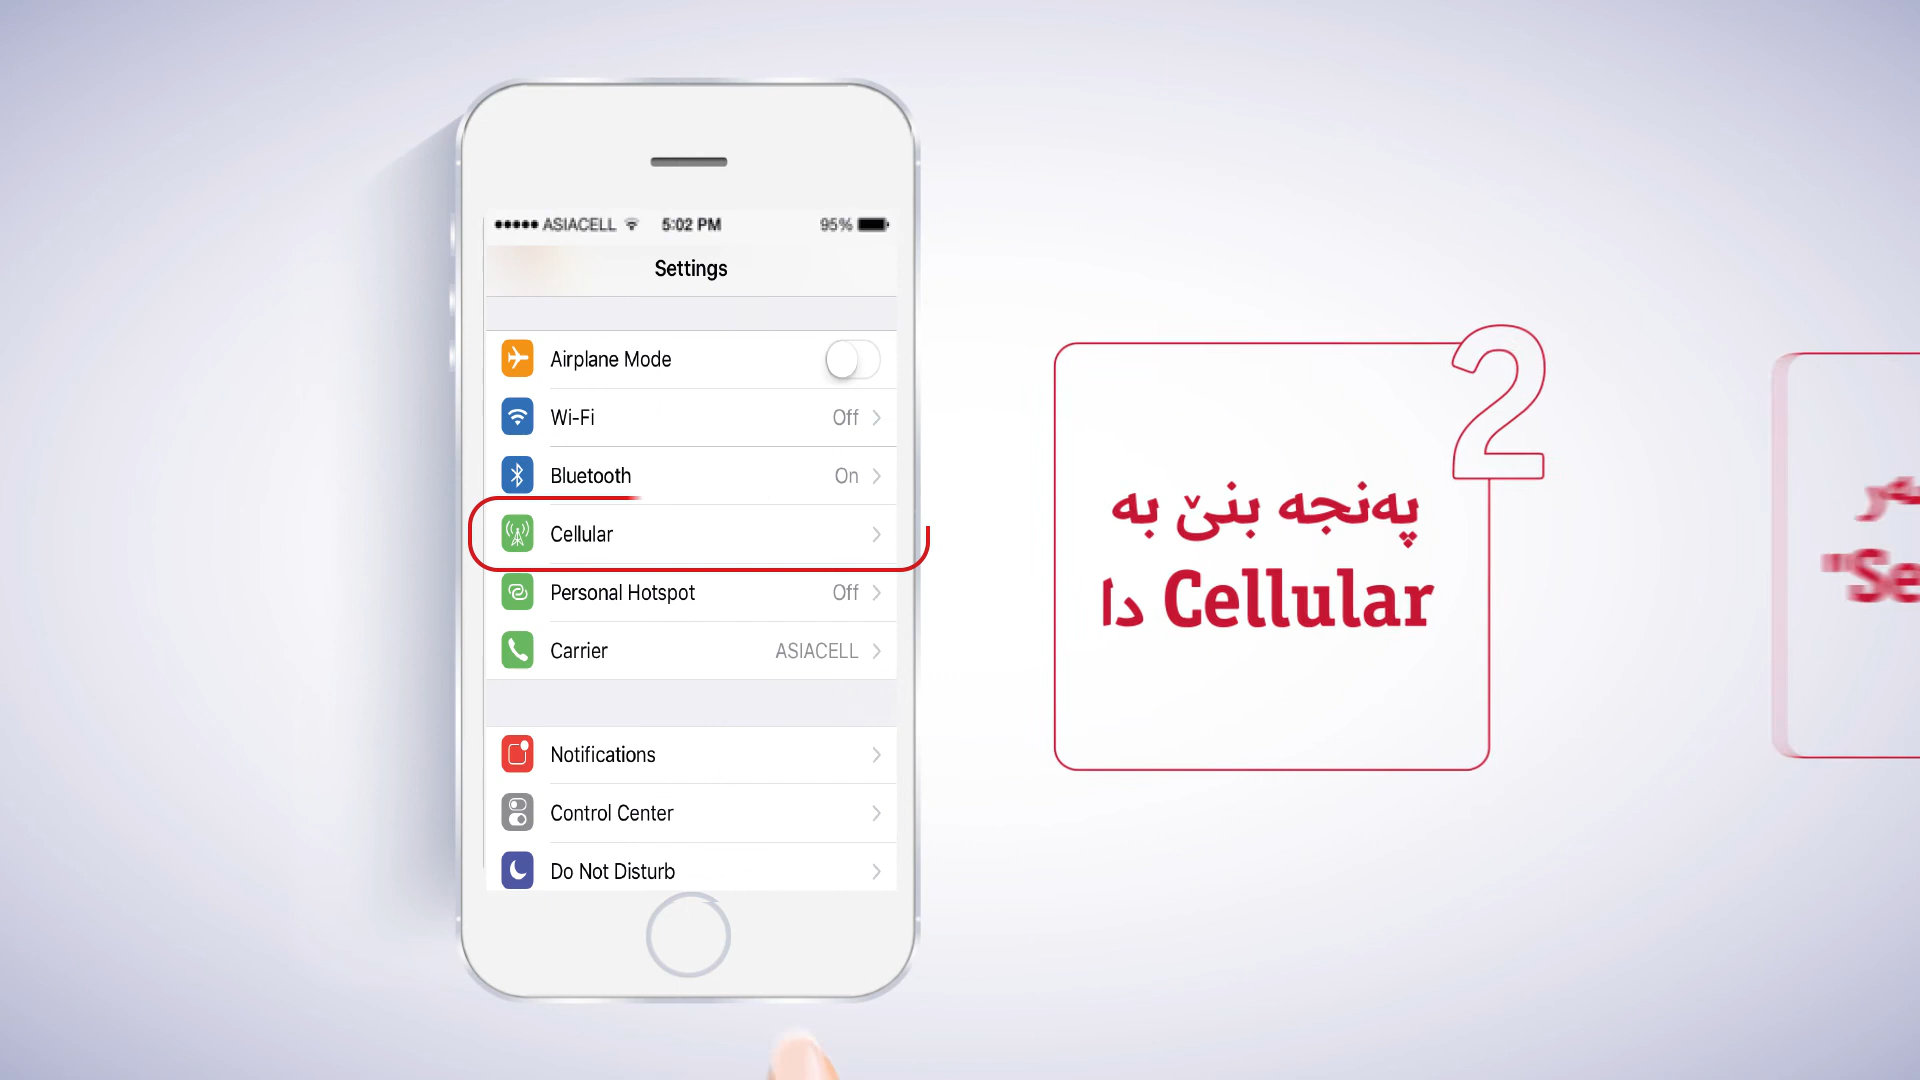 ASIACELL 5:02 PM 95%
Settings
Airplane Mode
Wi-Fi Off
Bluetooth On
Cellular
Personal Hotspot Off
Carrier ASIACELL
Notifications
Control Center
Do Not Disturb
2
پەنجە بنێ بە
Cellular دا